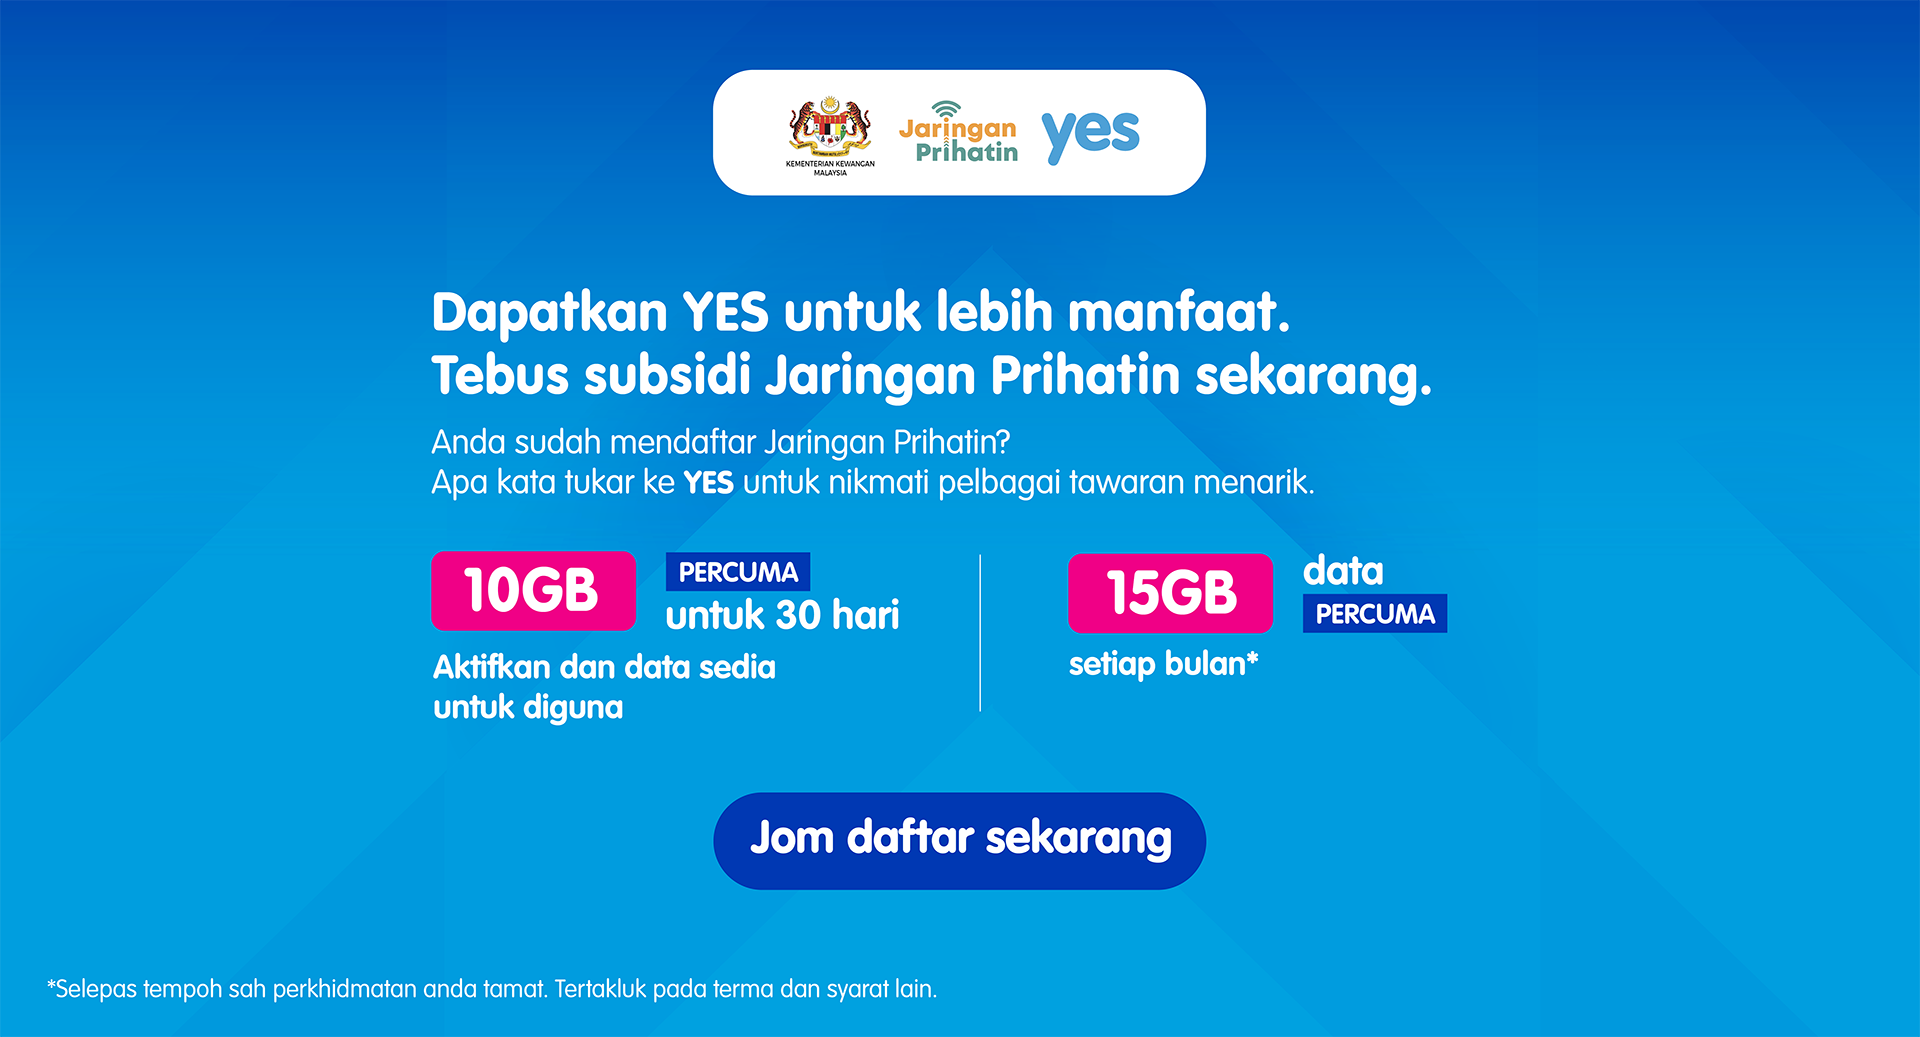 KEMENTERIAN KEWANGAN
MALAYSIA
Jaringan
Prihatin
yes
Dapatkan YES untuk lebih manfaat.
Tebus subsidi Jaringan Prihatin sekarang.
Anda sudah mendaftar Jaringan Prihatin?
Apa kata tukar ke YES untuk nikmati pelbagai tawaran menarik.
10GB
PERCUMA
untuk 30 hari
Aktifkan dan data sedia
untuk diguna
15GB
data
PERCUMA
setiap bulan*
Jom daftar sekarang
*Selepas tempoh sah perkhidmatan anda tamat. Tertakluk pada terma dan syarat lain.